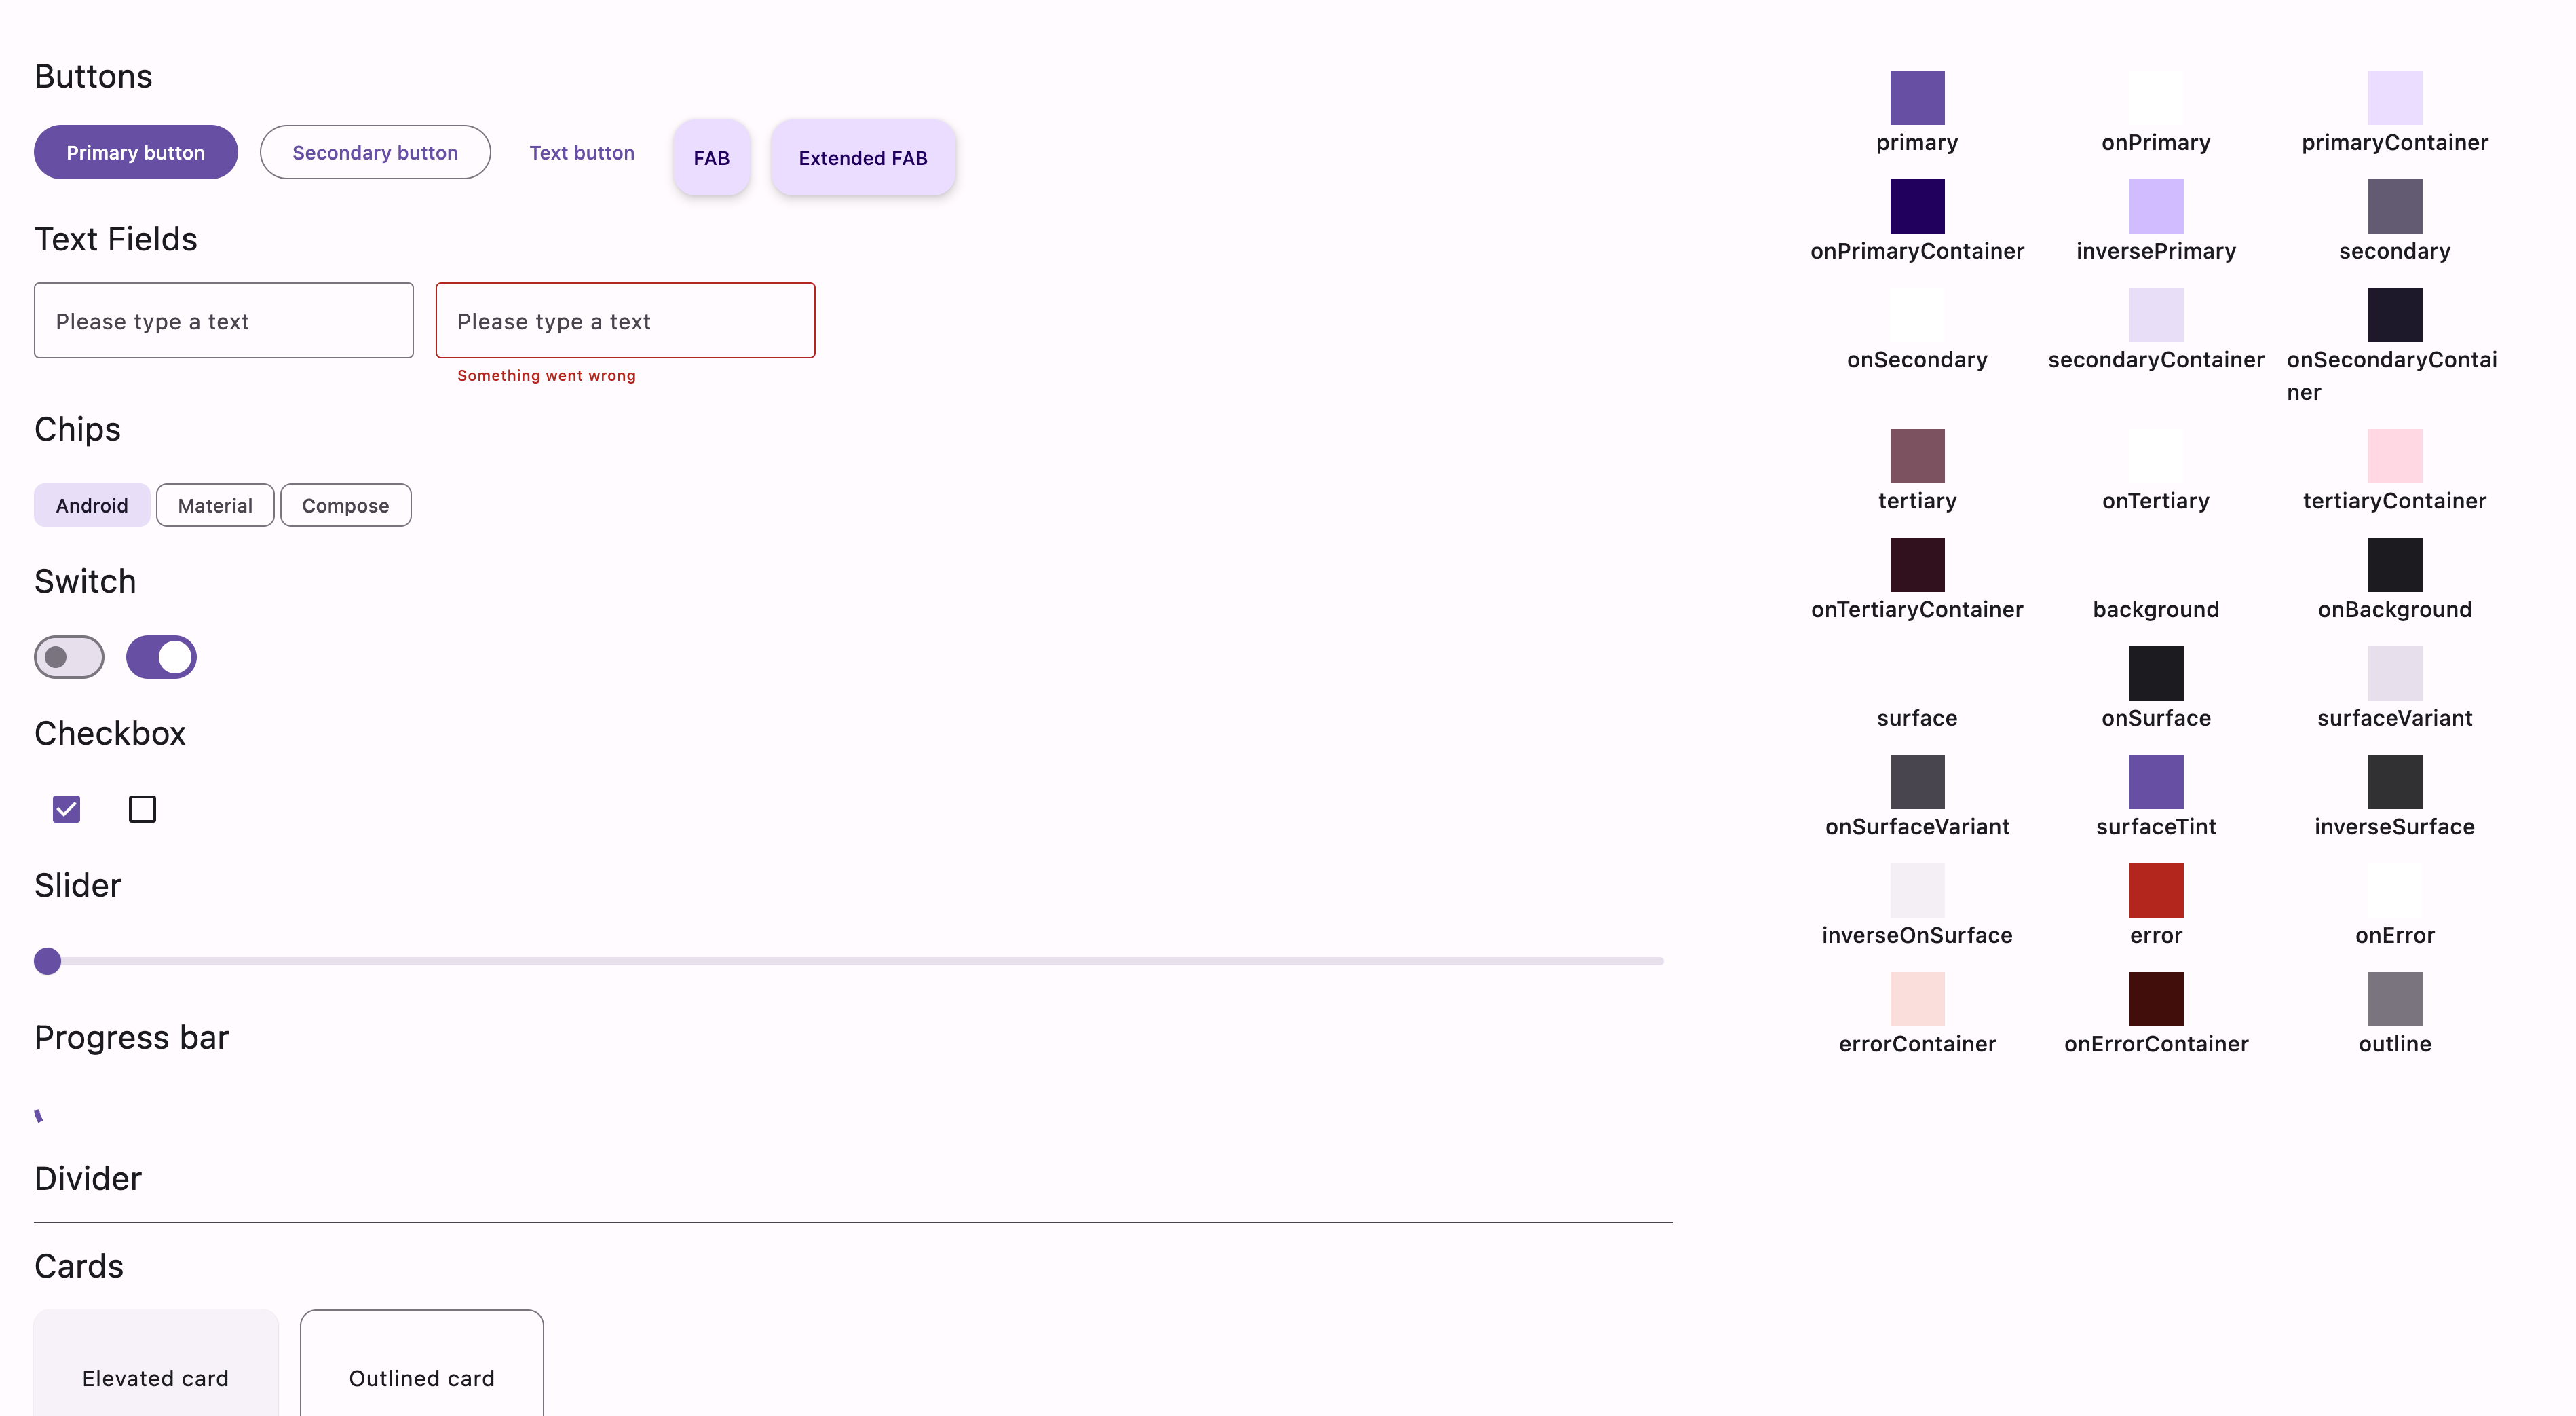 Buttons
Primary button
Secondary button
Text button
FAB
Extended FAB
Text Fields
Please type a text
Please type a text
Something went wrong
Chips
Android
Material
Compose
Switch
Checkbox
Slider
Progress bar
Divider
Cards
Elevated card
Outlined card
primary
onPrimary
primaryContainer
onPrimaryContainer
inversePrimary
secondary
onSecondary
secondaryContainer
onSecondaryContai
ner
tertiary
onTertiary
tertiaryContainer
onTertiaryContainer
background
onBackground
surface
onSurface
surfaceVariant
onSurfaceVariant
surfaceTint
inverseSurface
inverseOnSurface
error
onError
errorContainer
onErrorContainer
outline